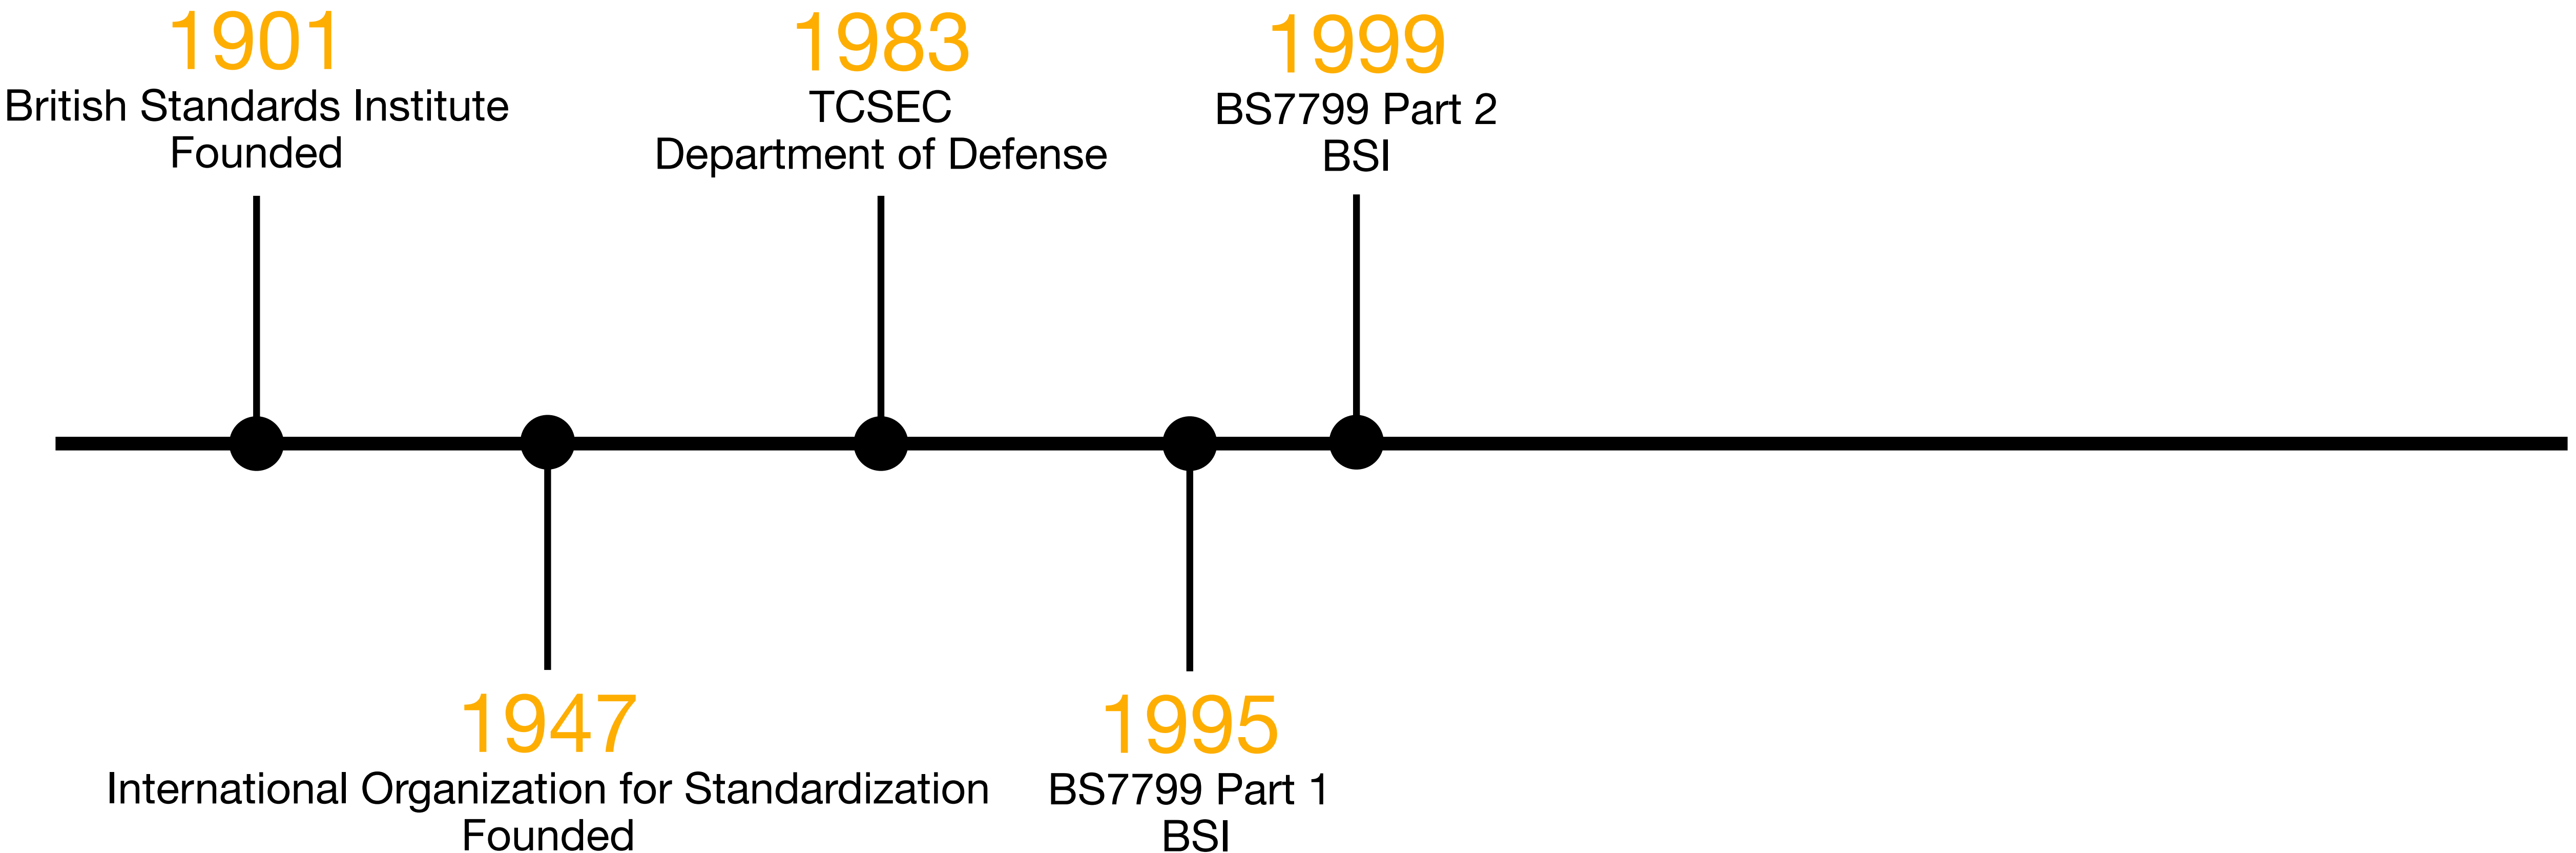 1901
British Standards Institute
Founded
1983
TCSEC
Department of Defense
1999
BS7799 Part 2
BSI
1947
International Organization for Standardization
Founded
1995
BS7799 Part 1
BSI